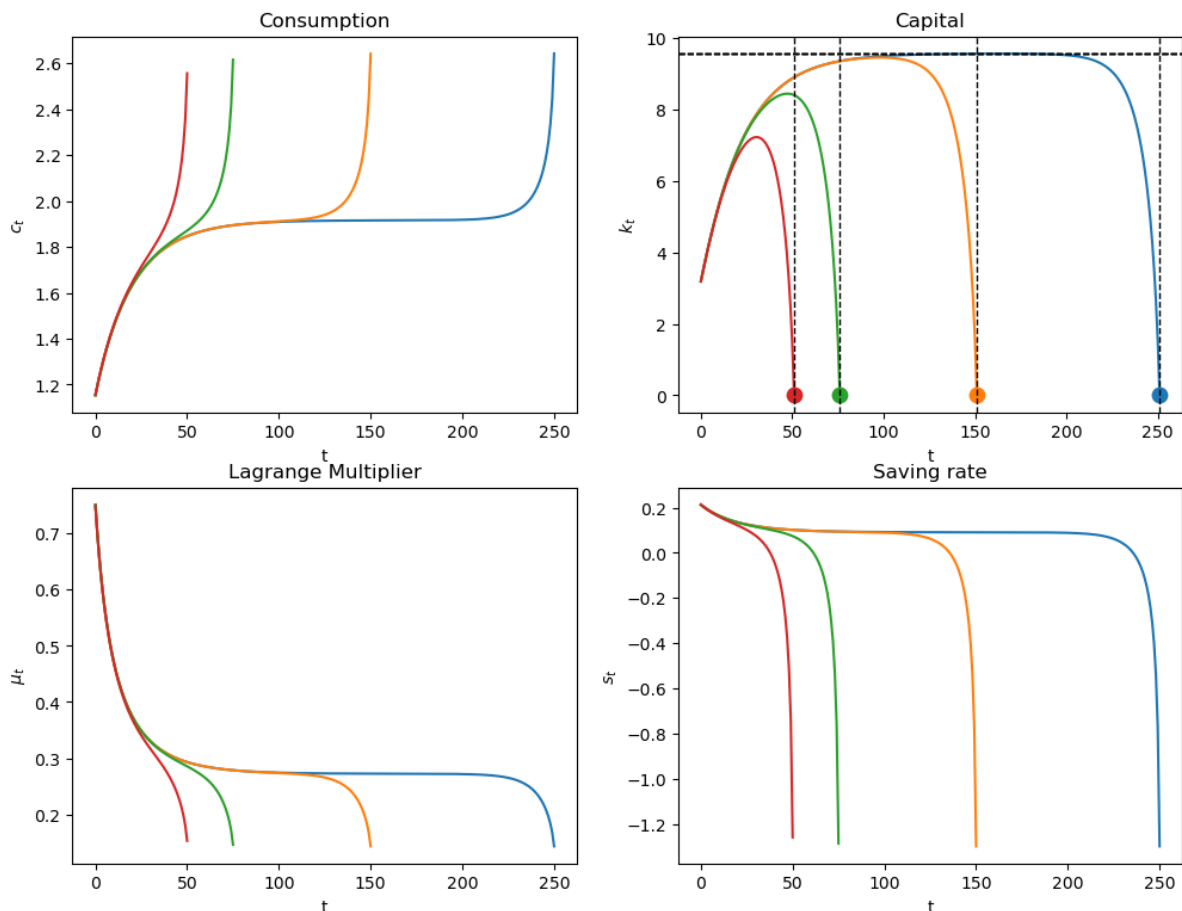 Consumption
2.6
2.4
2.2
2.0
1.8
1.6
1.4
1.2
c_t
0 50 100 150 200 250
t
Capital
10
8
6
4
2
0
k_t
0 50 100 150 200 250
t
Lagrange Multiplier
0.7
0.6
0.5
0.4
0.3
0.2
μ_t
0 50 100 150 200 250
t
Saving rate
0.2
0.0
−0.2
−0.4
−0.6
−0.8
−1.0
−1.2
s_t
0 50 100 150 200 250
t